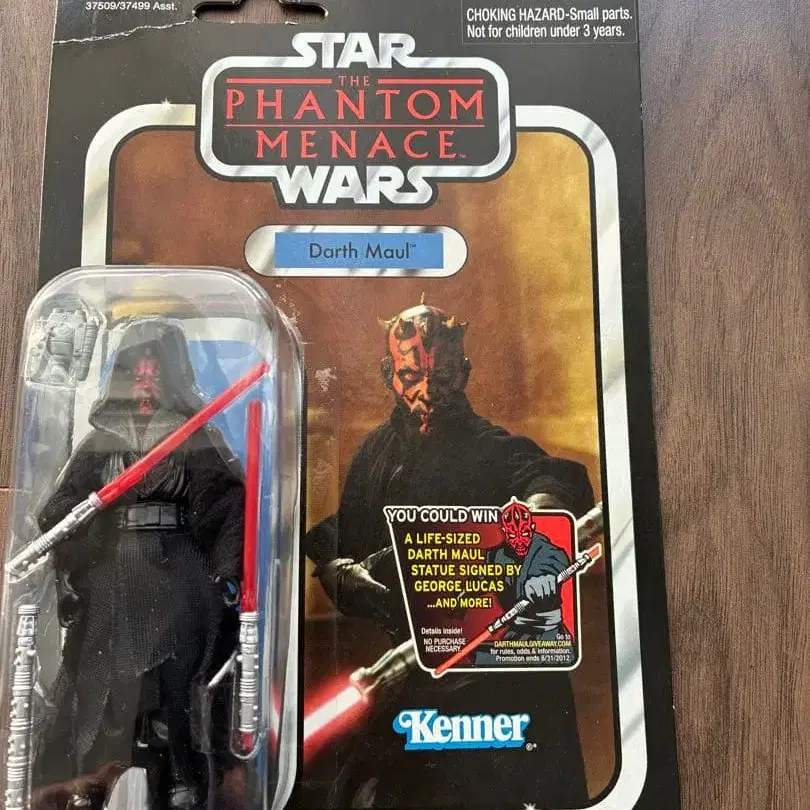 37509/37499 Asst.
CHOKING HAZARD-Small parts.
Not for children under 3 years.
STAR
THE
PHANTOM
MENACE™
WARS
Darth Maul™
YOU COULD WIN
A LIFE-SIZED
DARTH MAUL
STATUE SIGNED BY
GEORGE LUCAS
...AND MORE!
Details inside!
NO PURCHASE
NECESSARY.
Go to
DARTHMAULGIVEAWAY.COM
for rules, odds & information.
Promotion ends 8/31/2012.
Kenner®